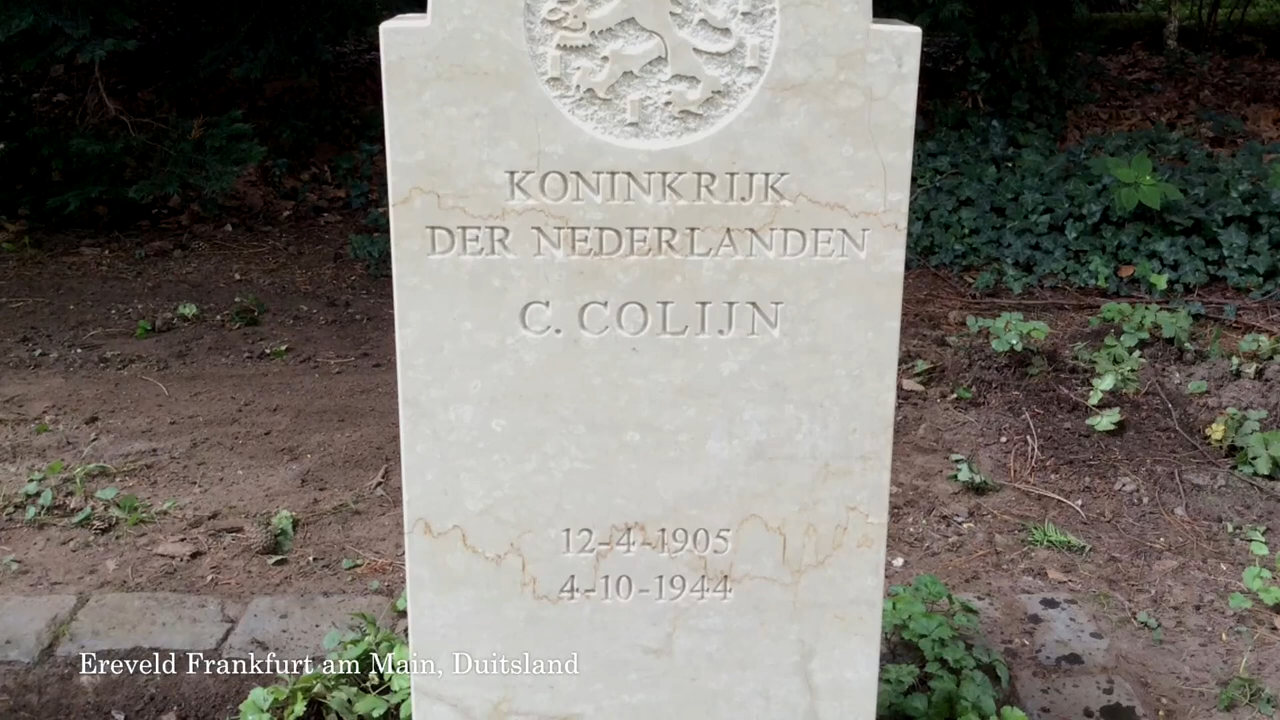 KONINKRIJK
DER NEDERLANDEN
C. COLIJN
12-4-1905
4-10-1944
Ereveld Frankfurt am Main, Duitsland